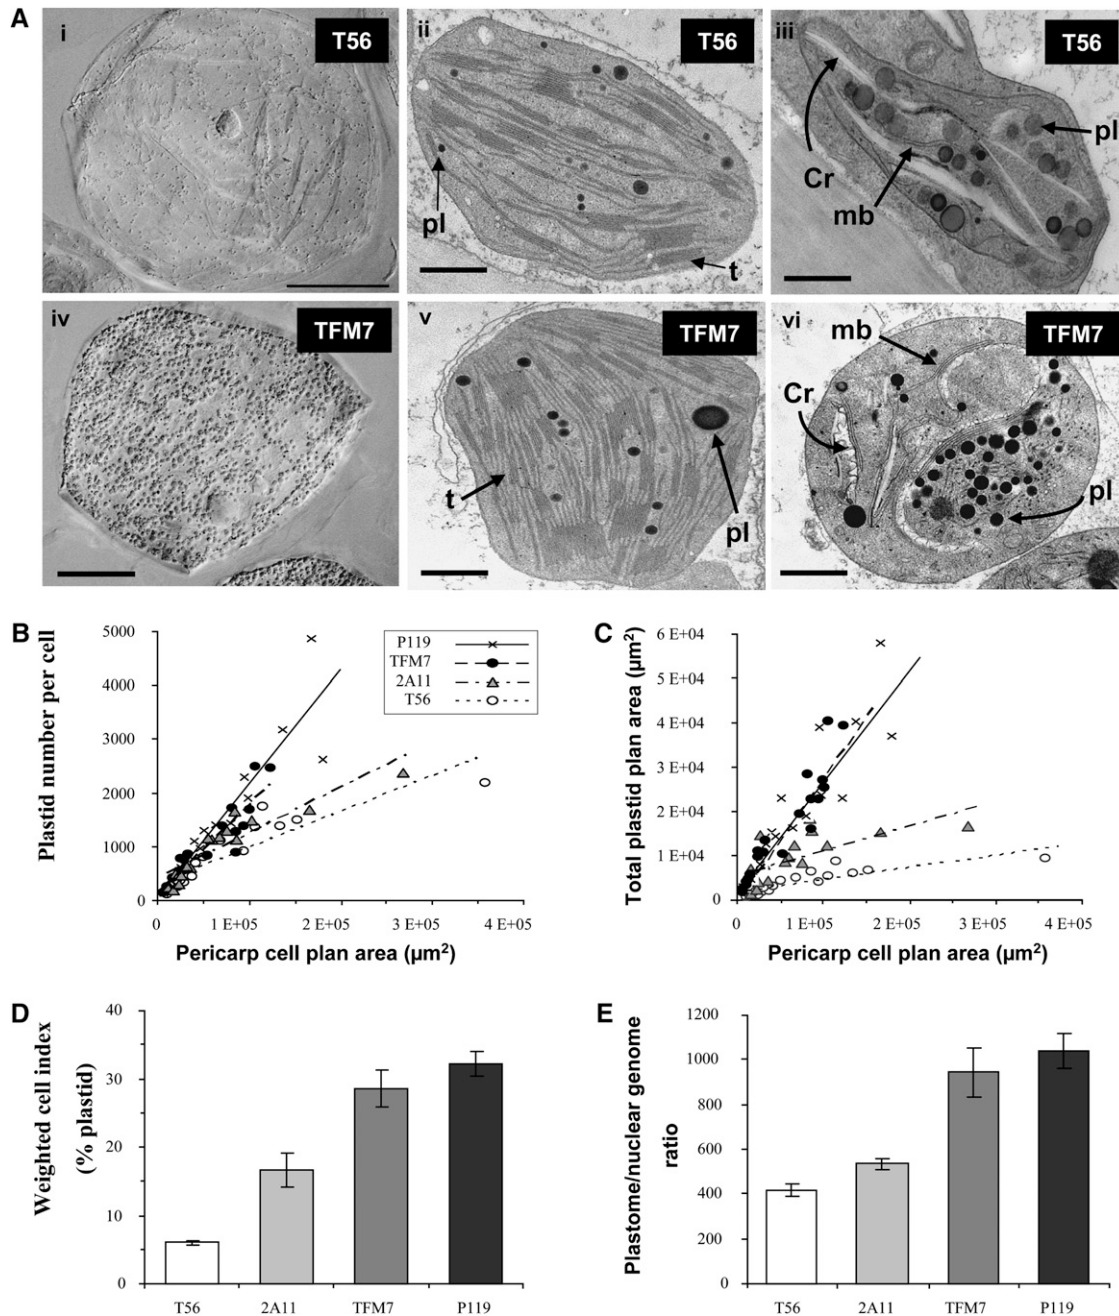 A
i
T56
ii
T56
pl
t
iii
T56
Cr
mb
pl
iv
TFM7
v
TFM7
t
pl
vi
TFM7
mb
Cr
pl
B
Plastid number per cell
5000
4000
3000
2000
1000
0
P119
TFM7
2A11
T56
0
1 E+05
2 E+05
3 E+05
4 E+05
Pericarp cell plan area (µm²)
C
Total plastid plan area (µm²)
6 E+04
5 E+04
4 E+04
3 E+04
2 E+04
1 E+04
0
0
1 E+05
2 E+05
3 E+05
4 E+05
Pericarp cell plan area (µm²)
D
Weighted cell index
(% plastid)
40
30
20
10
0
T56
2A11
TFM7
P119
E
Plastome/nuclear genome
ratio
1200
1000
800
600
400
200
0
T56
2A11
TFM7
P119